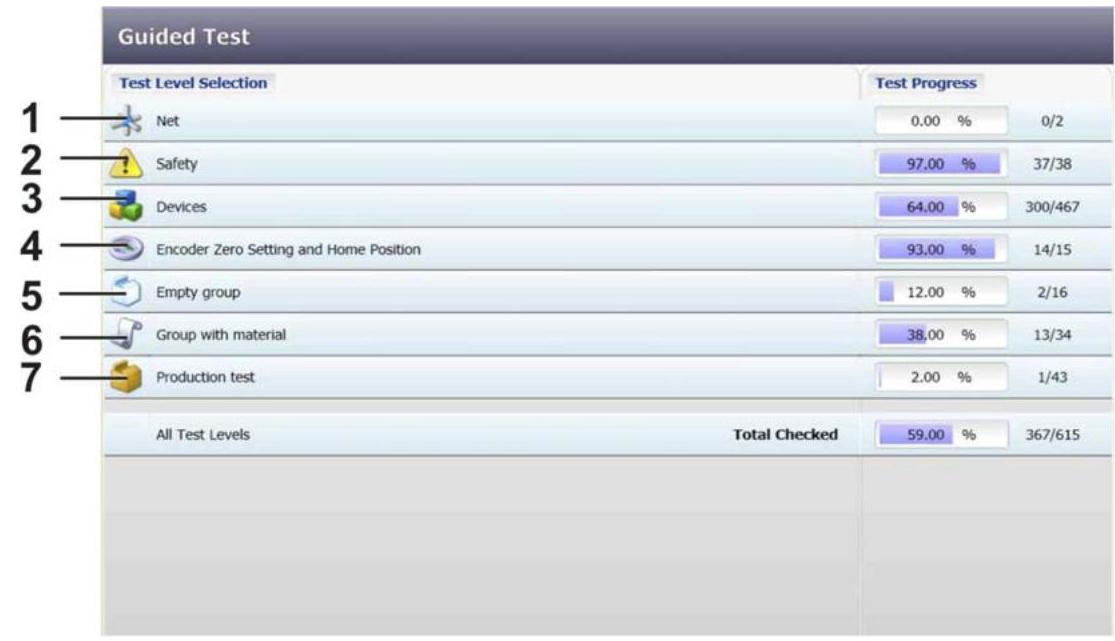 Guided Test
Test Level Selection Test Progress
1 Net 0.00 % 0/2
2 Safety 97.00 % 37/38
3 Devices 64.00 % 300/467
4 Encoder Zero Setting and Home Position 93.00 % 14/15
5 Empty group 12.00 % 2/16
6 Group with material 38.00 % 13/34
7 Production test 2.00 % 1/43
All Test Levels Total Checked 59.00 % 367/615